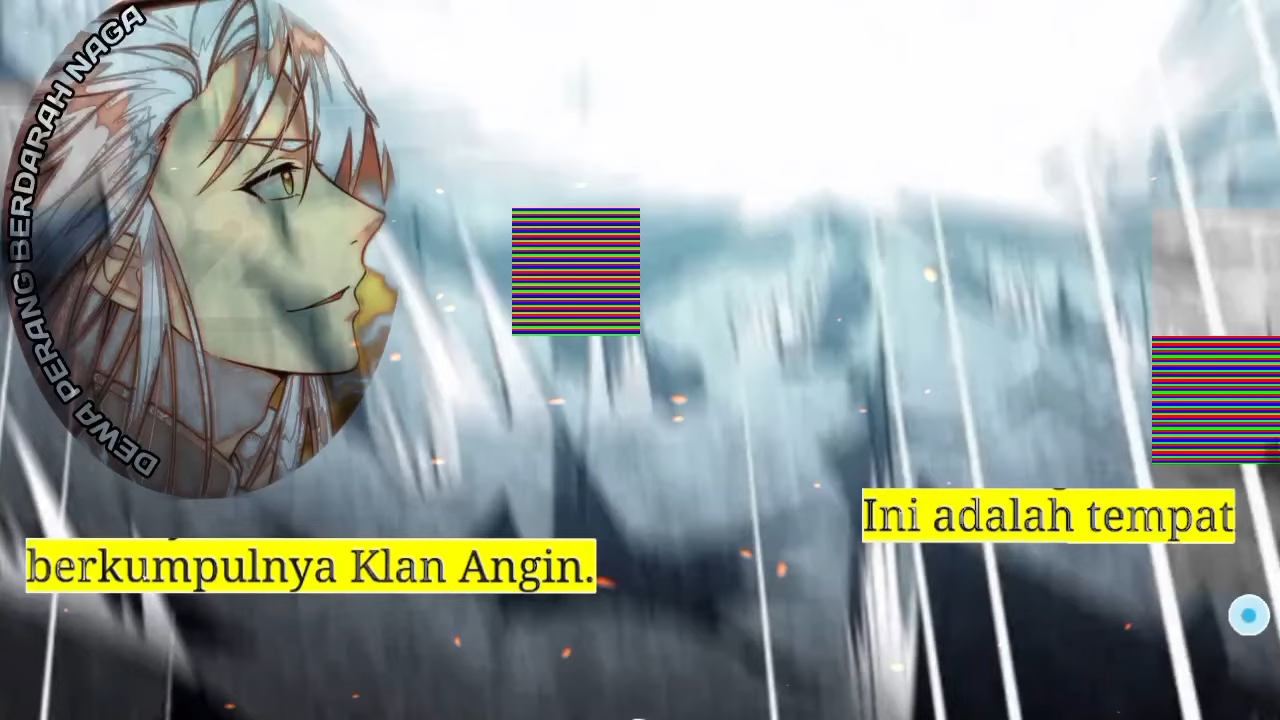 DEWA PERANG BERDARAH NAGA
Ini adalah tempat
berkumpulnya Klan Angin.